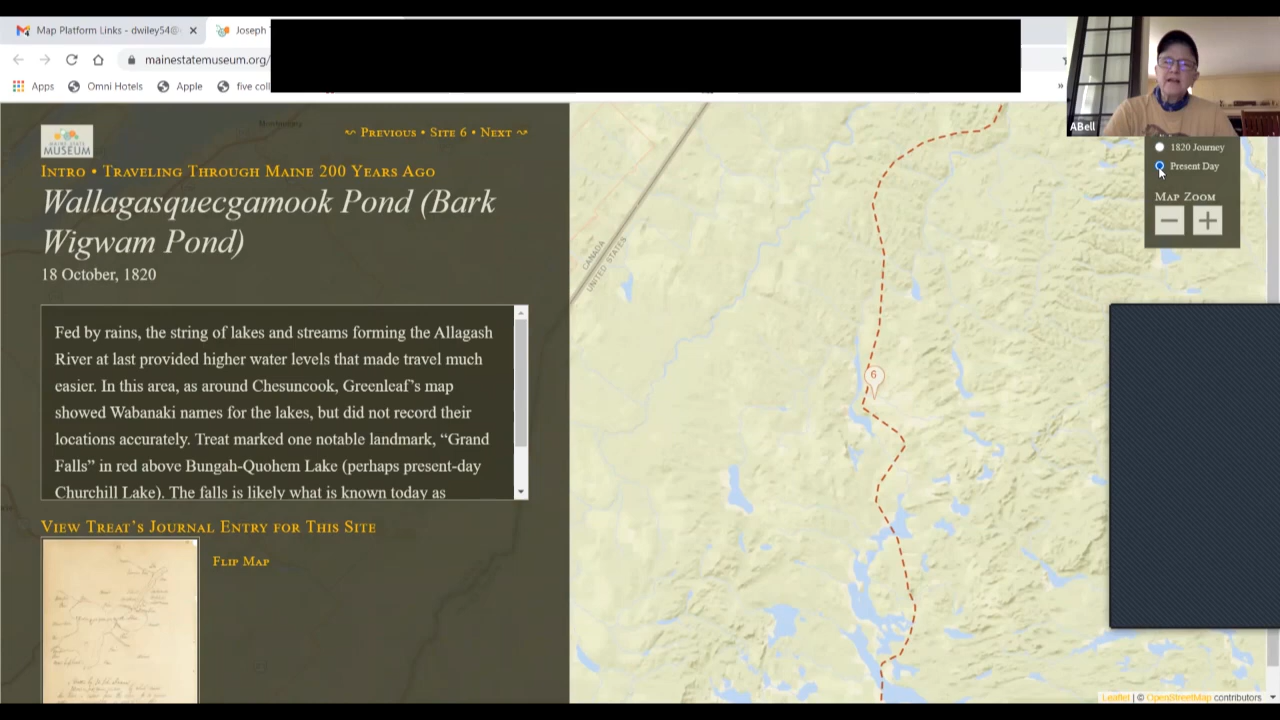 Map Platform Links - dwiley54@
Joseph
mainestatemuseum.org/
Apps
Omni Hotels
Apple
five coll
»
ABell
1820 Journey
Present Day
Map Zoom
MAINE STATE
MUSEUM
Previous • Site 6 • Next
Intro • Traveling Through Maine 200 Years Ago
Wallagasquecgamook Pond (Bark
Wigwam Pond)
18 October, 1820
Fed by rains, the string of lakes and streams forming the Allagash
River at last provided higher water levels that made travel much
easier. In this area, as around Chesuncook, Greenleaf’s map
showed Wabanaki names for the lakes, but did not record their
locations accurately. Treat marked one notable landmark, “Grand
Falls” in red above Bungah-Quohem Lake (perhaps present-day
Churchill Lake). The falls is likely what is known today as
View Treat’s Journal Entry for This Site
Flip Map
CANADA
UNITED STATES
6
Leaflet | © OpenStreetMap contributors